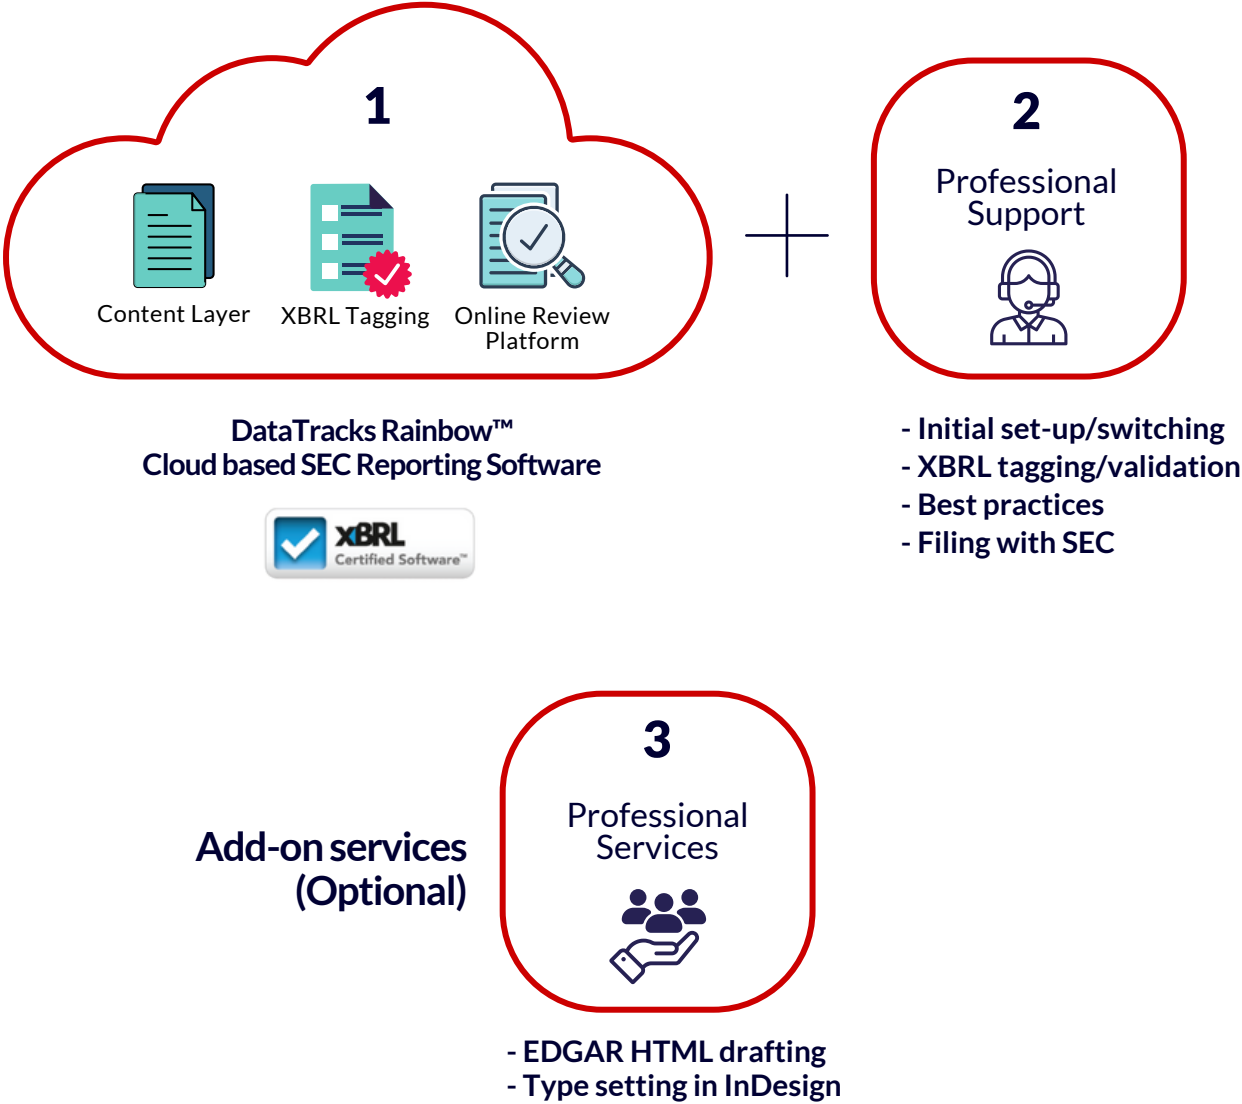 1
Content Layer
XBRL Tagging
Online Review
Platform
DataTracks Rainbow™
Cloud based SEC Reporting Software
XBRL
Certified Software™
2
Professional
Support
- Initial set-up/switching
- XBRL tagging/validation
- Best practices
- Filing with SEC
Add-on services
(Optional)
3
Professional
Services
- EDGAR HTML drafting
- Type setting in InDesign